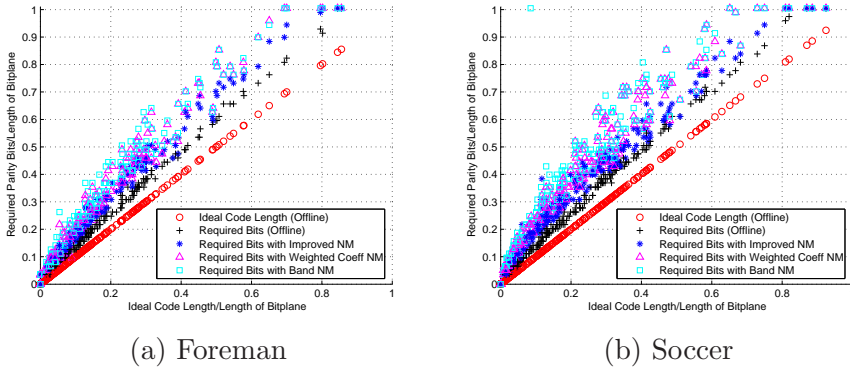 1
0.9
0.8
0.7
0.6
0.5
0.4
0.3
0.2
0.1
0
0 0.2 0.4 0.6 0.8 1
Required Parity Bits/Length of Bitplane
Ideal Code Length/Length of Bitplane
Ideal Code Length (Offline)
Required Bits (Offline)
Required Bits with Improved NM
Required Bits with Weighted Coeff NM
Required Bits with Band NM
(a) Foreman
1
0.9
0.8
0.7
0.6
0.5
0.4
0.3
0.2
0.1
0
0 0.2 0.4 0.6 0.8 1
Required Parity Bits/Length of Bitplane
Ideal Code Length/Length of Bitplane
Ideal Code Length (Offline)
Required Bits (Offline)
Required Bits with Improved NM
Required Bits with Weighted Coeff NM
Required Bits with Band NM
(b) Soccer